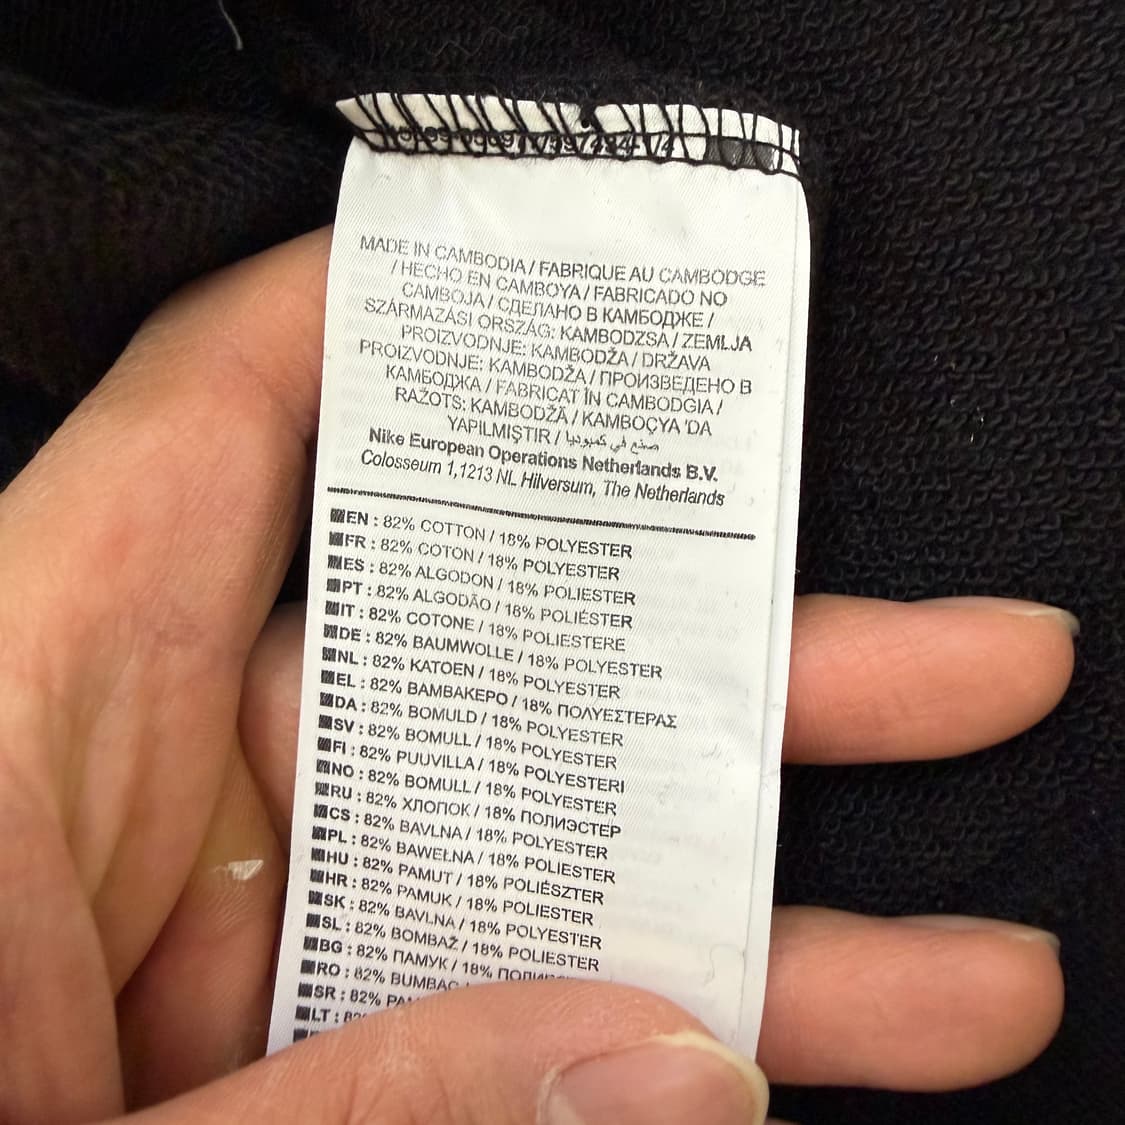 MADE IN CAMBODIA / FABRIQUE AU CAMBODGE
/ HECHO EN CAMBOYA / FABRICADO NO
CAMBOJA / СДЕЛАНО В КАМБОДЖЕ /
SZÁRMAZÁSI ORSZÁG: KAMBODZSA / ZEMLJA
PROIZVODNJE: KAMBODŽA / DRŽAVA
PROIZVODNJE: KAMBODŽA / ПРОИЗВЕДЕНО В
КАМБОДЖА / FABRICAT ÎN CAMBODGIA /
RAŽOTS: KAMBODŽĀ / KAMBOÇYA 'DA
YAPILMIŞTIR / صنع في كمبوديا
Nike European Operations Netherlands B.V.
Colosseum 1,1213 NL Hilversum, The Netherlands
EN : 82% COTTON / 18% POLYESTER
FR : 82% COTON / 18% POLYESTER
ES : 82% ALGODON / 18% POLIESTER
PT : 82% ALGODÃO / 18% POLIÉSTER
IT : 82% COTONE / 18% POLIESTERE
DE : 82% BAUMWOLLE / 18% POLYESTER
NL : 82% KATOEN / 18% POLYESTER
EL : 82% ΒΑΜΒΑΚΕΡΟ / 18% ΠΟΛΥΕΣΤΕΡΑΣ
DA : 82% BOMULD / 18% POLYESTER
SV : 82% BOMULL / 18% POLYESTER
FI : 82% PUUVILLA / 18% POLYESTERI
NO : 82% BOMULL / 18% POLYESTER
RU : 82% ХЛОПОК / 18% ПОЛИЭСТЕР
CS : 82% BAVLNA / 18% POLYESTER
PL : 82% BAWEŁNA / 18% POLIESTER
HU : 82% PAMUT / 18% POLIÉSZTER
HR : 82% PAMUK / 18% POLIESTER
SK : 82% BAVLNA / 18% POLYESTER
SL : 82% BOMBAŽ / 18% POLIESTER
BG : 82% ПАМУК / 18%
RO : 82% BUMBAC
SR : 82%
LT :